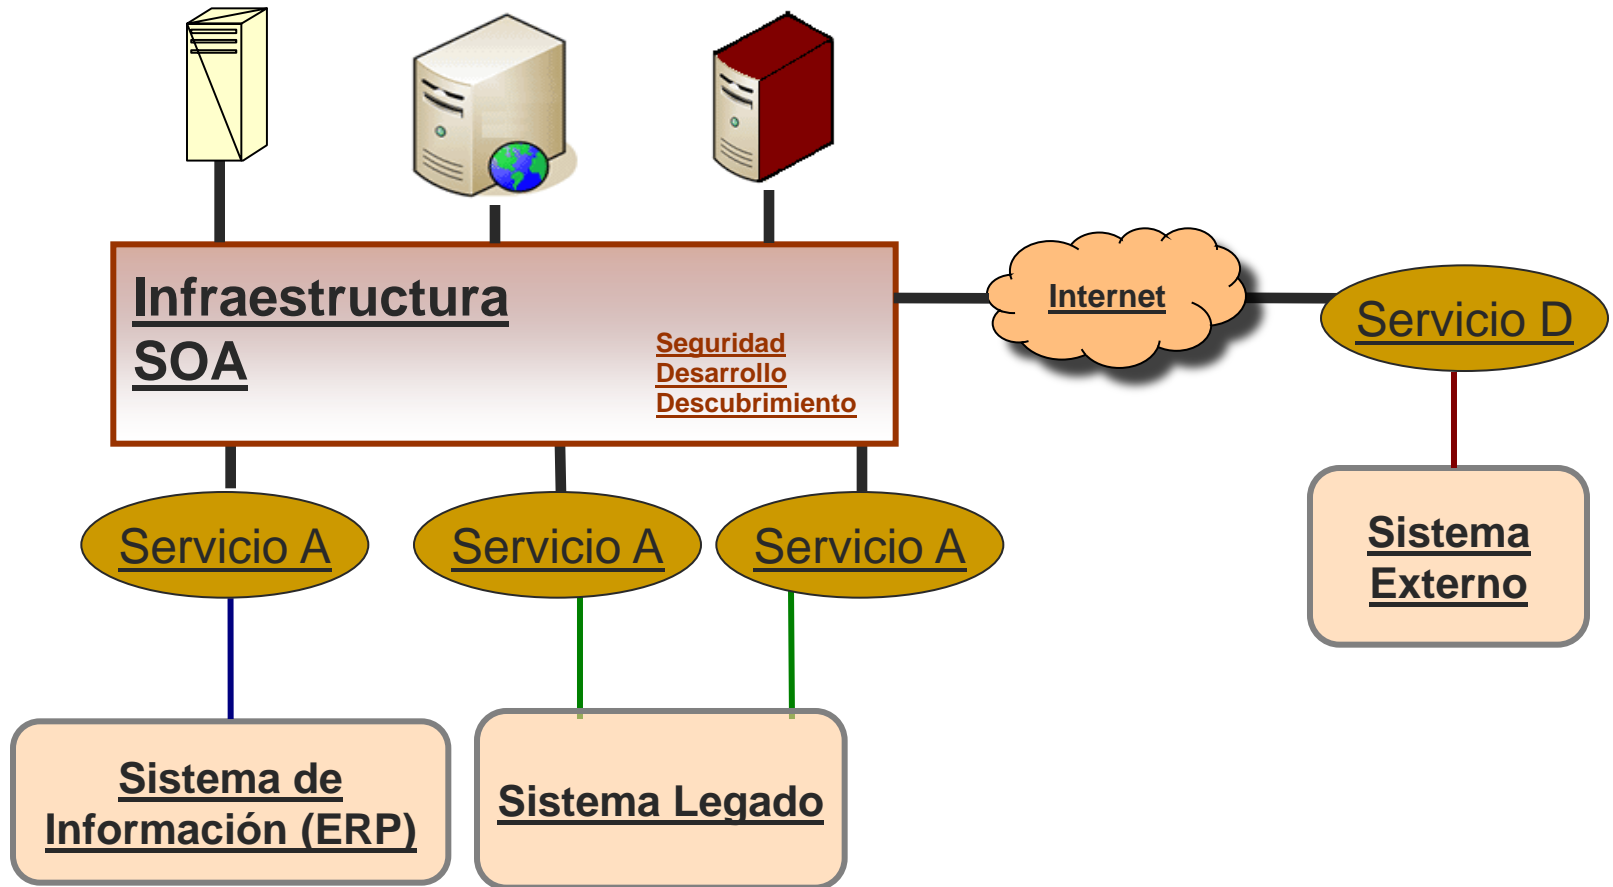 Infraestructura
SOA
Seguridad
Desarrollo
Descubrimiento
Internet
Servicio D
Servicio A
Servicio A
Servicio A
Sistema
Externo
Sistema de
Información (ERP)
Sistema Legado